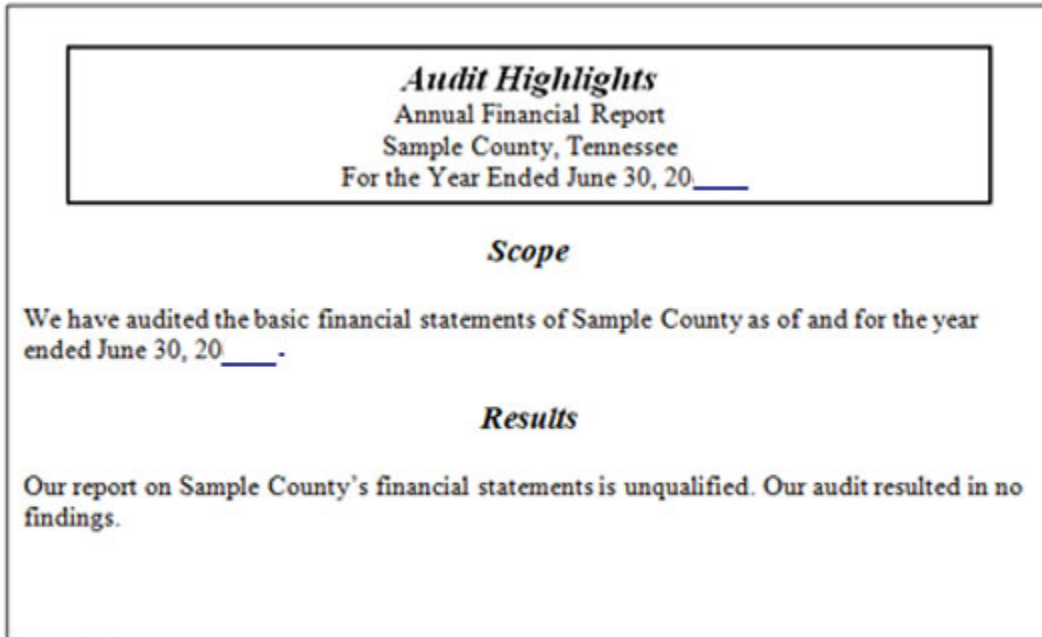 Audit Highlights
Annual Financial Report
Sample County, Tennessee
For the Year Ended June 30, 20____
Scope
We have audited the basic financial statements of Sample County as of and for the year
ended June 30, 20____.
Results
Our report on Sample County’s financial statements is unqualified. Our audit resulted in no
findings.